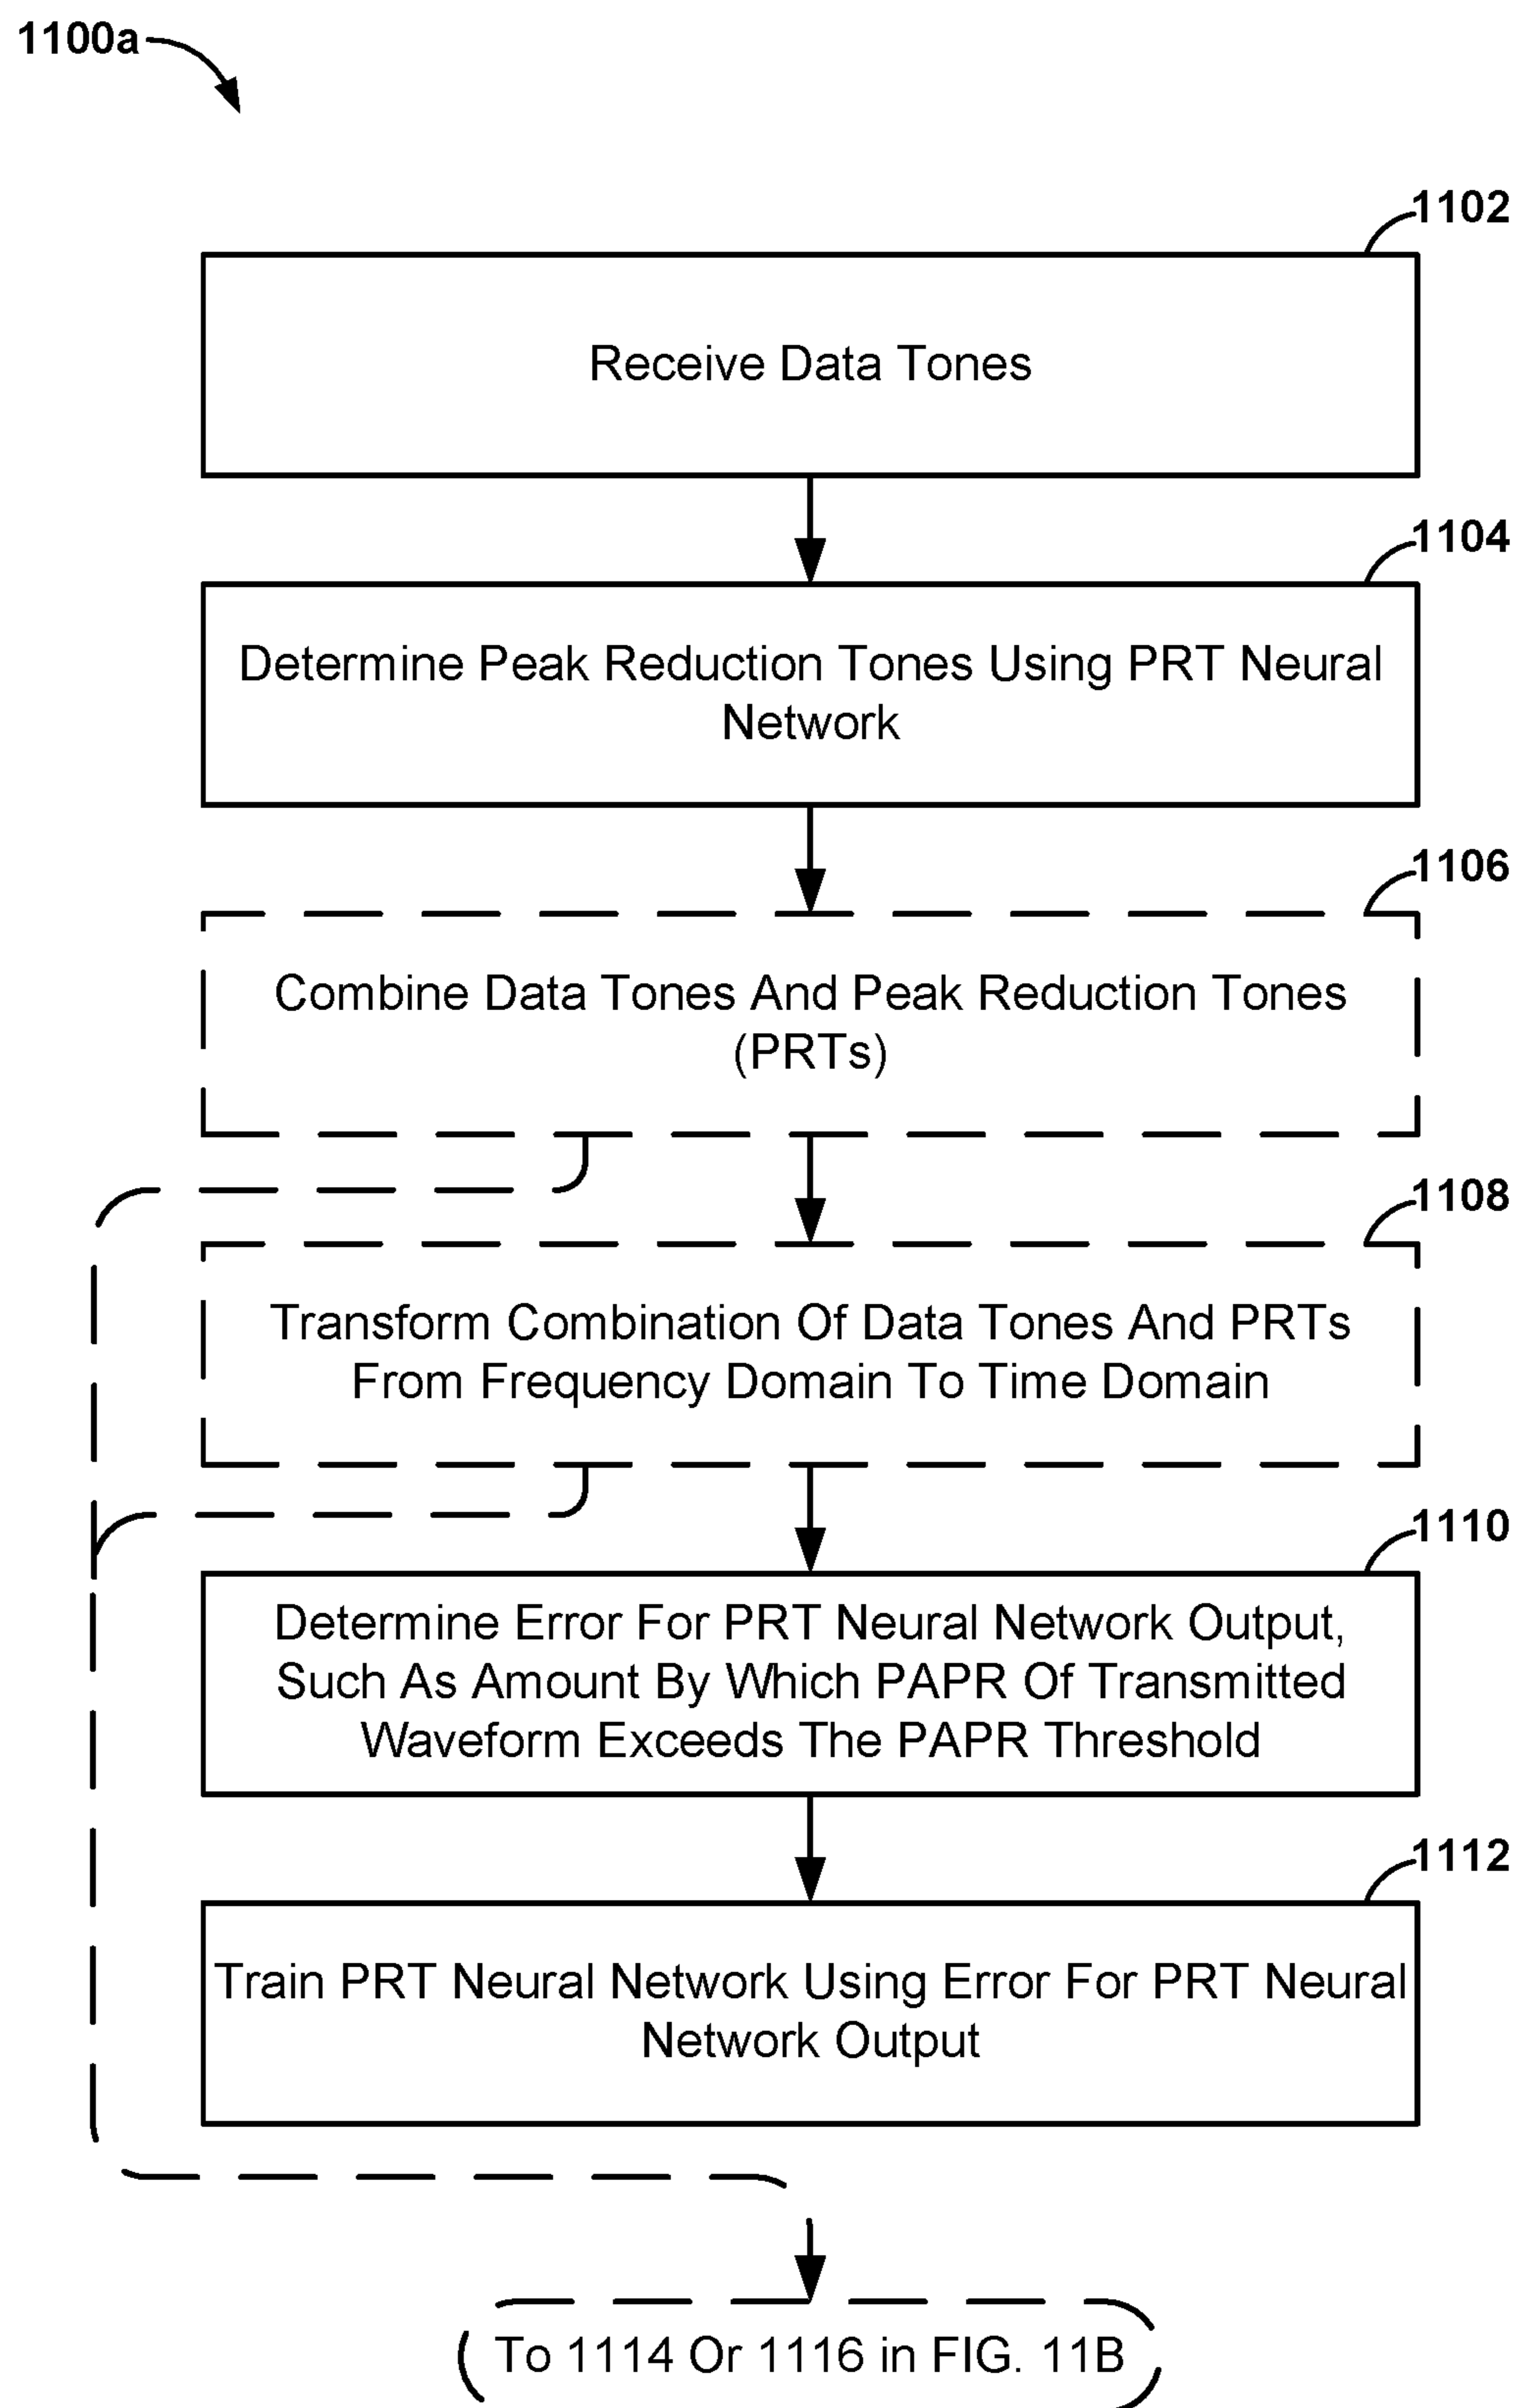 1100a
1102
Receive Data Tones
1104
Determine Peak Reduction Tones Using PRT Neural
Network
1106
Combine Data Tones And Peak Reduction Tones
(PRTs)
1108
Transform Combination Of Data Tones And PRTs
From Frequency Domain To Time Domain
1110
Determine Error For PRT Neural Network Output,
Such As Amount By Which PAPR Of Transmitted
Waveform Exceeds The PAPR Threshold
1112
Train PRT Neural Network Using Error For PRT Neural
Network Output
To 1114 Or 1116 in FIG. 11B